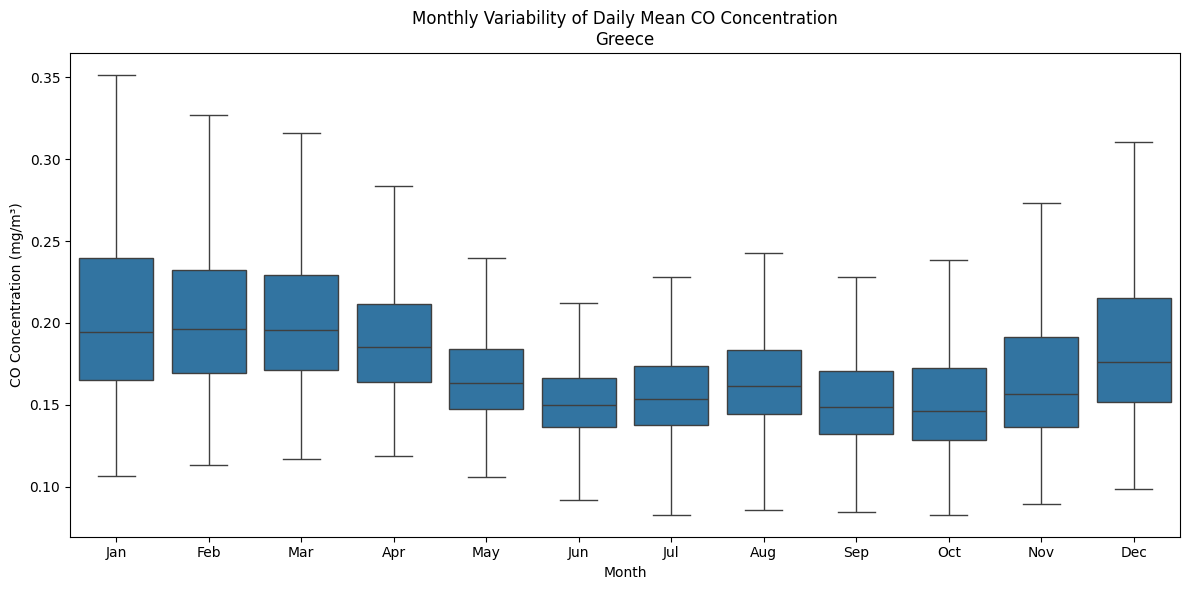 Monthly Variability of Daily Mean CO Concentration
Greece
CO Concentration (mg/m³)
0.35
0.30
0.25
0.20
0.15
0.10
Jan Feb Mar Apr May Jun Jul Aug Sep Oct Nov Dec
Month